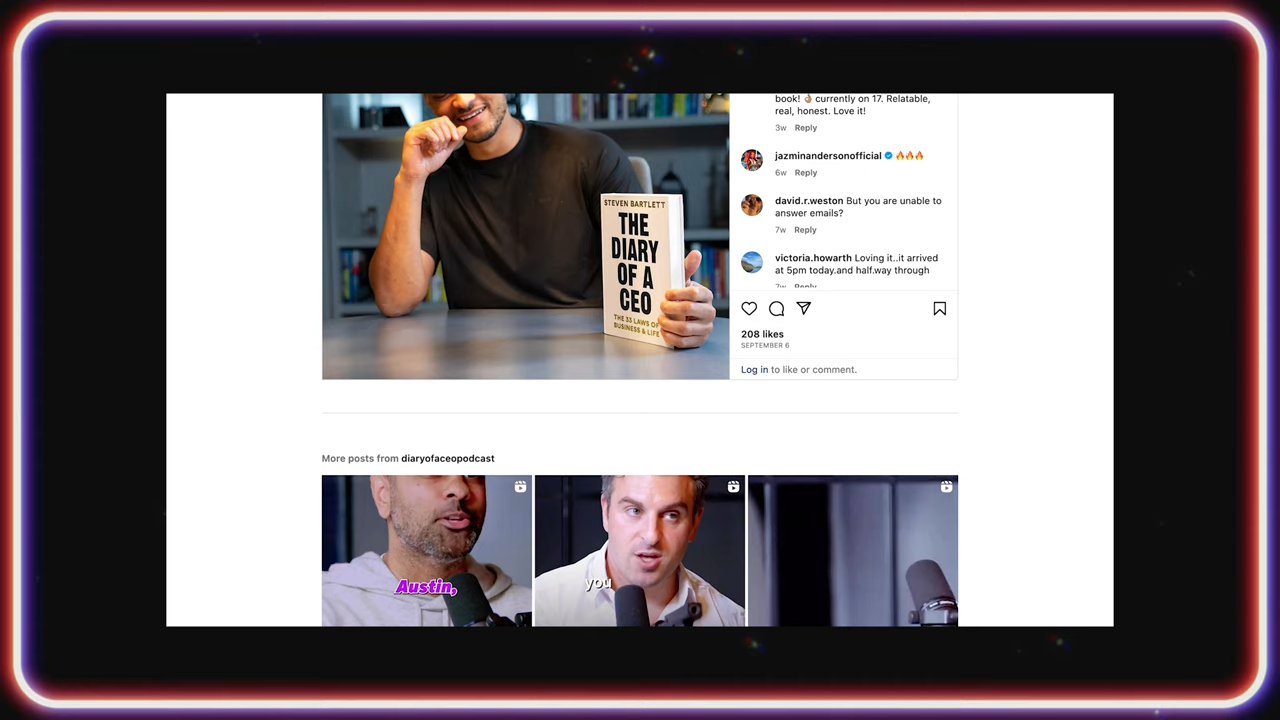 STEVEN BARTLETT
THE
DIARY
OF A
CEO
THE 33 LAWS OF
BUSINESS & LIFE
book! 👌🏽 currently on 17. Relatable,
real, honest. Love it!
3w Reply
jazminandersonofficial 🔥🔥🔥
6w Reply
david.r.weston But you are unable to
answer emails?
7w Reply
victoria.howarth Loving it..it arrived
at 5pm today.and half.way through
7w Reply
208 likes
SEPTEMBER 6
Log in to like or comment.
More posts from diaryofaceopodcast
Austin,
you